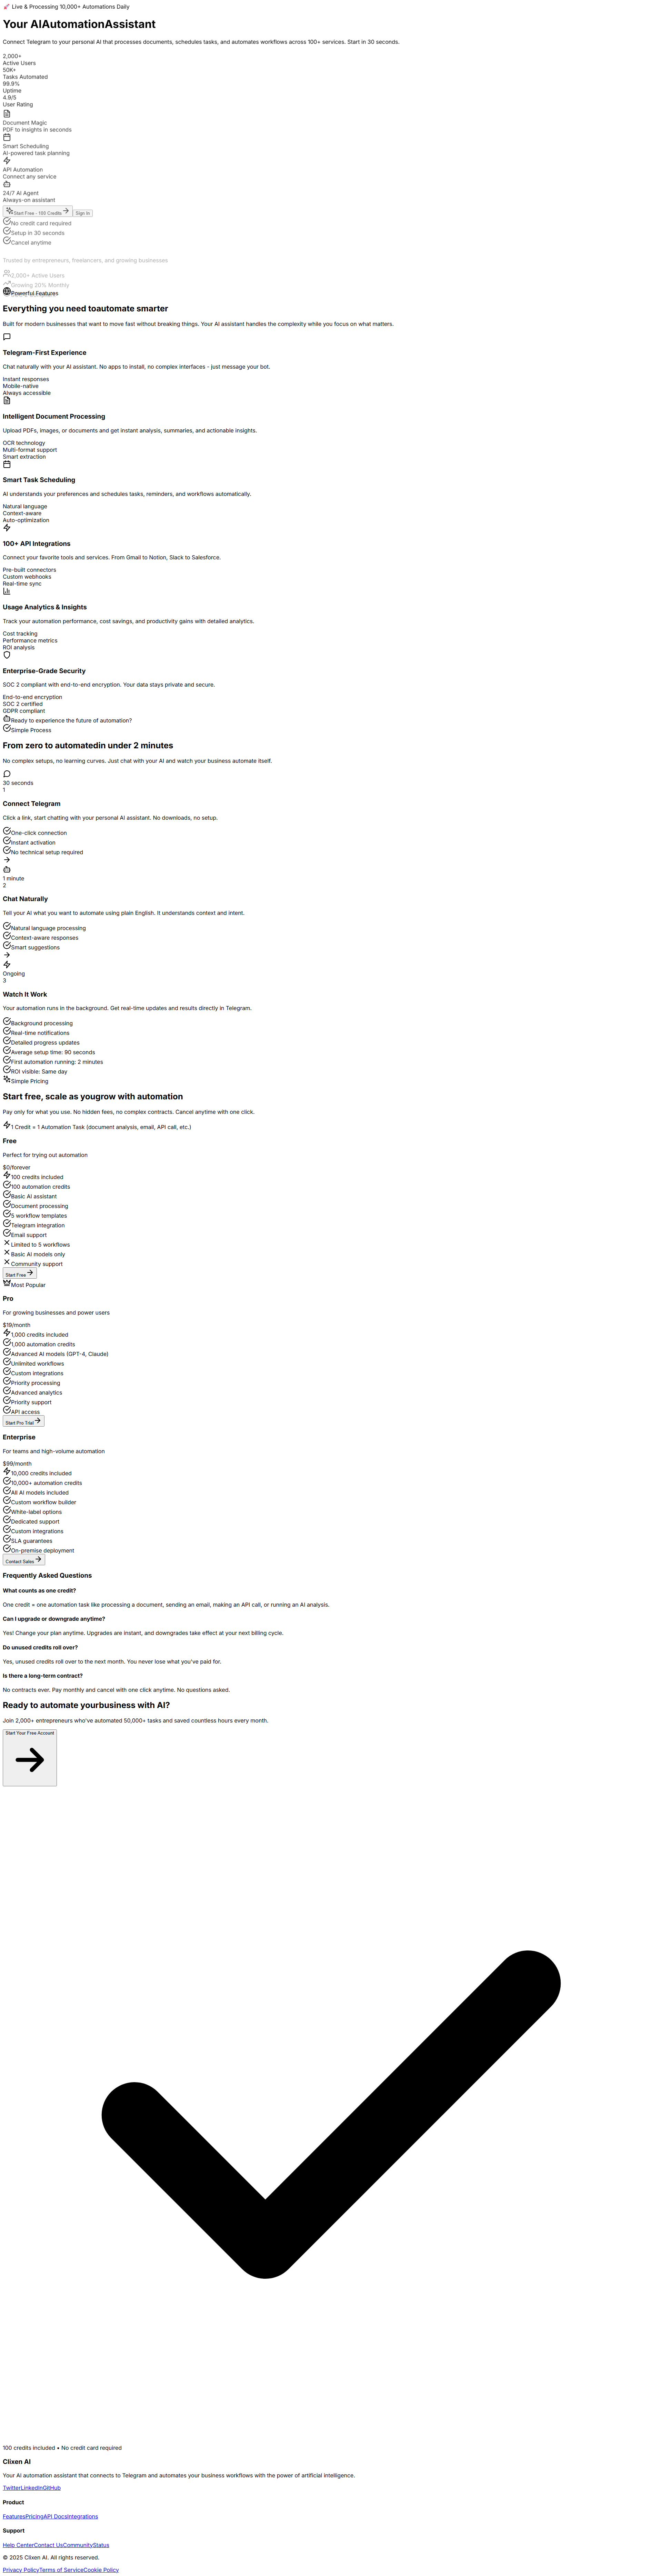 🚀 Live & Processing 10,000+ Automations Daily
Your AIAutomationAssistant
Connect Telegram to your personal AI that processes documents, schedules tasks, and automates workflows across 100+ services. Start in 30 seconds.
2,000+
Active Users
50K+
Tasks Automated
99.9%
Uptime
4.9/5
User Rating
Document Magic
PDF to insights in seconds
Smart Scheduling
AI-powered task planning
API Automation
Connect any service
24/7 AI Agent
Always-on assistant
Start Free - 100 Credits Sign In
No credit card required
Setup in 30 seconds
Cancel anytime
Trusted by entrepreneurs, freelancers, and growing businesses
2,000+ Active Users
Growing 20% Monthly
Powerful Features
Everything you need toautomate smarter
Built for modern businesses that want to move fast without breaking things. Your AI assistant handles the complexity while you focus on what matters.
Telegram-First Experience
Chat naturally with your AI assistant. No apps to install, no complex interfaces - just message your bot.
Instant responses
Mobile-native
Always accessible
Intelligent Document Processing
Upload PDFs, images, or documents and get instant analysis, summaries, and actionable insights.
OCR technology
Multi-format support
Smart extraction
Smart Task Scheduling
AI understands your preferences and schedules tasks, reminders, and workflows automatically.
Natural language
Context-aware
Auto-optimization
100+ API Integrations
Connect your favorite tools and services. From Gmail to Notion, Slack to Salesforce.
Pre-built connectors
Custom webhooks
Real-time sync
Usage Analytics & Insights
Track your automation performance, cost savings, and productivity gains with detailed analytics.
Cost tracking
Performance metrics
ROI analysis
Enterprise-Grade Security
SOC 2 compliant with end-to-end encryption. Your data stays private and secure.
End-to-end encryption
SOC 2 certified
GDPR compliant
Ready to experience the future of automation?
Simple Process
From zero to automatedin under 2 minutes
No complex setups, no learning curves. Just chat with your AI and watch your business automate itself.
30 seconds
1
Connect Telegram
Click a link, start chatting with your personal AI assistant. No downloads, no setup.
One-click connection
Instant activation
No technical setup required
1 minute
2
Chat Naturally
Tell your AI what you want to automate using plain English. It understands context and intent.
Natural language processing
Context-aware responses
Smart suggestions
Ongoing
3
Watch It Work
Your automation runs in the background. Get real-time updates and results directly in Telegram.
Background processing
Real-time notifications
Detailed progress updates
Average setup time: 90 seconds
First automation running: 2 minutes
ROI visible: Same day
Simple Pricing
Start free, scale as yougrow with automation
Pay only for what you use. No hidden fees, no complex contracts. Cancel anytime with one click.
1 Credit = 1 Automation Task (document analysis, email, API call, etc.)
Free
Perfect for trying out automation
$0/forever
100 credits included
100 automation credits
Basic AI assistant
Document processing
5 workflow templates
Telegram integration
Email support
Limited to 5 workflows
Basic AI models only
Community support
Start Free
Most Popular
Pro
For growing businesses and power users
$19/month
1,000 credits included
1,000 automation credits
Advanced AI models (GPT-4, Claude)
Unlimited workflows
Custom integrations
Priority processing
Advanced analytics
Priority support
API access
Start Pro Trial
Enterprise
For teams and high-volume automation
$99/month
10,000 credits included
10,000+ automation credits
All AI models included
Custom workflow builder
White-label options
Dedicated support
Custom integrations
SLA guarantees
On-premise deployment
Contact Sales
Frequently Asked Questions
What counts as one credit?
One credit = one automation task like processing a document, sending an email, making an API call, or running an AI analysis.
Can I upgrade or downgrade anytime?
Yes! Change your plan anytime. Upgrades are instant, and downgrades take effect at your next billing cycle.
Do unused credits roll over?
Yes, unused credits roll over to the next month. You never lose what you've paid for.
Is there a long-term contract?
No contracts ever. Pay monthly and cancel with one click anytime. No questions asked.
Ready to automate yourbusiness with AI?
Join 2,000+ entrepreneurs who've automated 50,000+ tasks and saved countless hours every month.
Start Your Free Account
100 credits included • No credit card required
Clixen AI
Your AI automation assistant that connects to Telegram and automates your business workflows with the power of artificial intelligence.
TwitterLinkedInGitHub
Product
FeaturesPricingAPI DocsIntegrations
Support
Help CenterContact UsCommunityStatus
© 2025 Clixen AI. All rights reserved.
Privacy PolicyTerms of ServiceCookie Policy